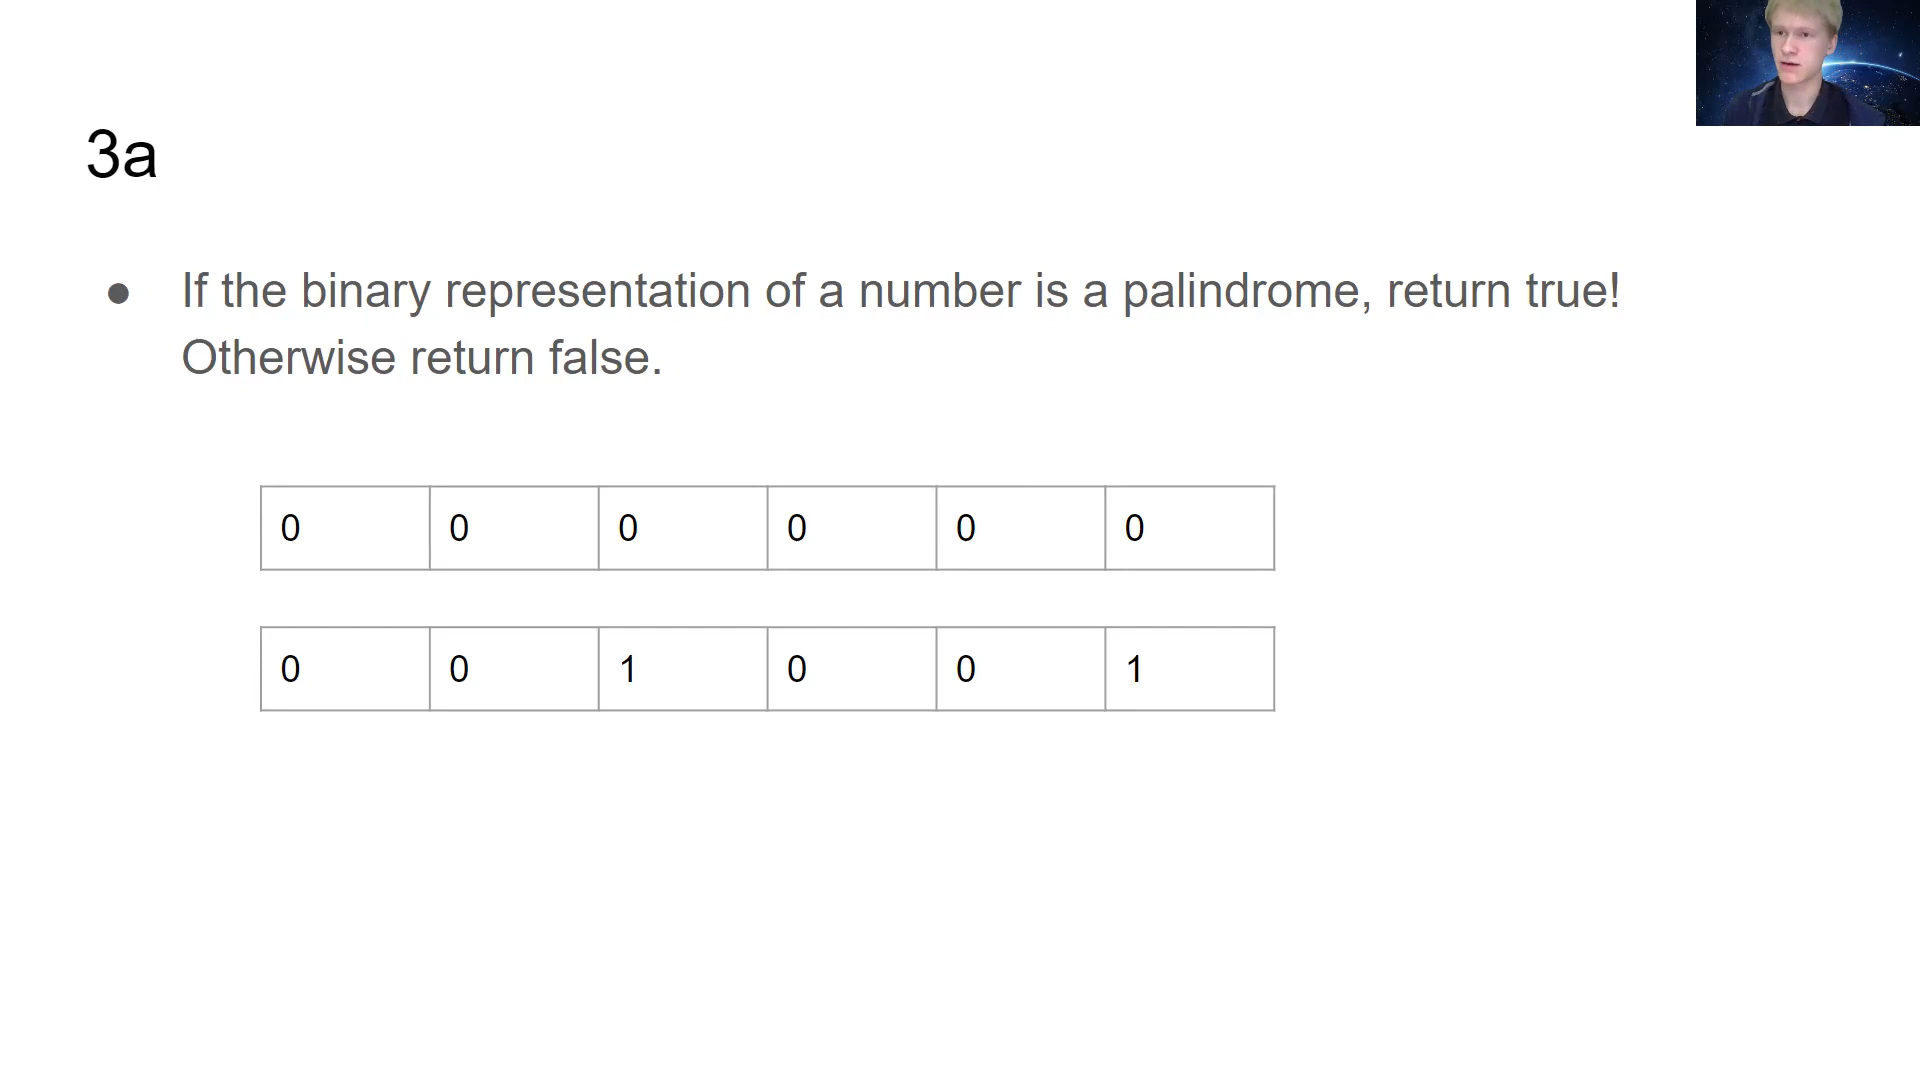 3a
● If the binary representation of a number is a palindrome, return true!
Otherwise return false.
0 0 0 0 0 0
0 0 1 0 0 1